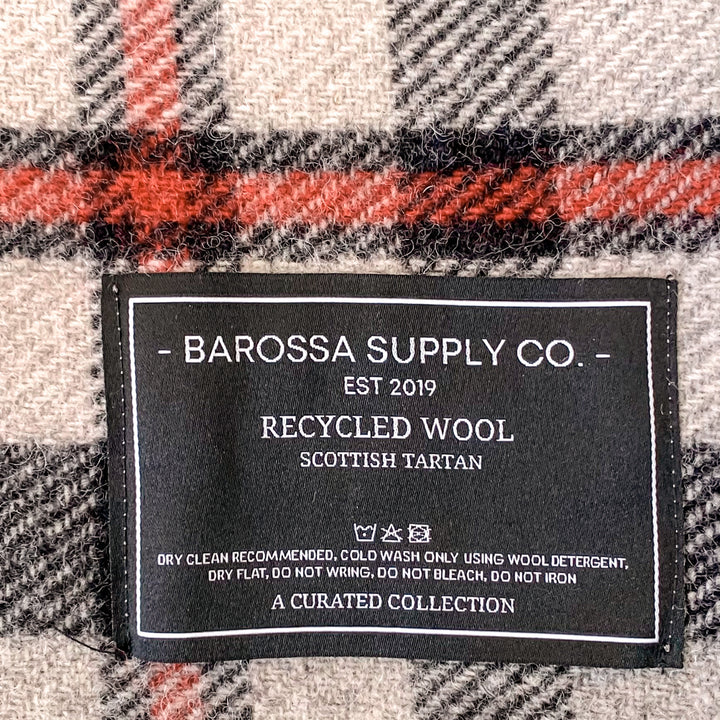 - BAROSSA SUPPLY CO. -
EST 2019
RECYCLED WOOL
SCOTTISH TARTAN
DRY CLEAN RECOMMENDED, COLD WASH ONLY USING WOOL DETERGENT,
DRY FLAT, DO NOT WRING, DO NOT BLEACH, DO NOT IRON
A CURATED COLLECTION